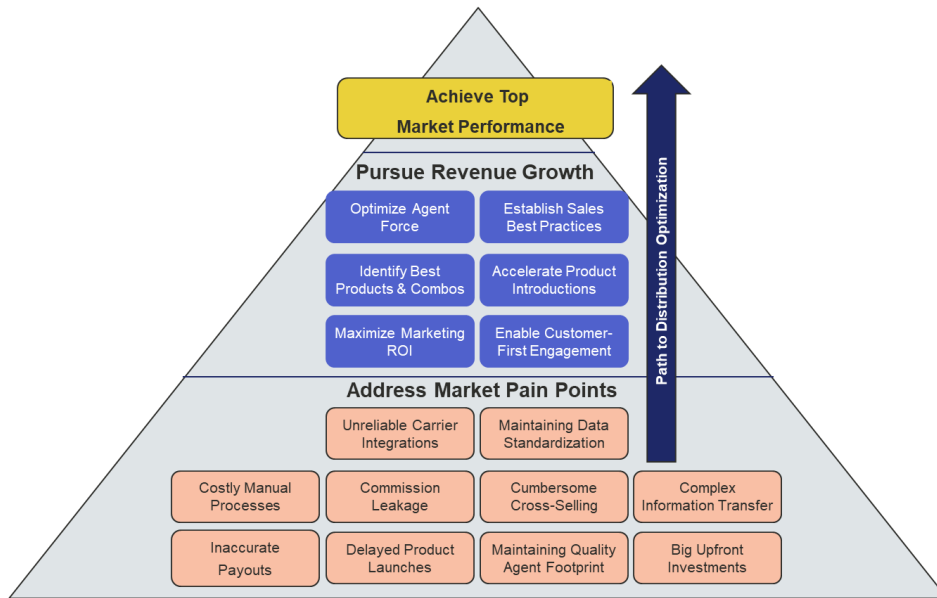 Achieve Top
Market Performance
Pursue Revenue Growth
Optimize Agent
Force
Establish Sales
Best Practices
Identify Best
Products & Combos
Accelerate Product
Introductions
Maximize Marketing
ROI
Enable Customer-
First Engagement
Path to Distribution Optimization
Address Market Pain Points
Unreliable Carrier
Integrations
Maintaining Data
Standardization
Costly Manual
Processes
Commission
Leakage
Cumbersome
Cross-Selling
Complex
Information Transfer
Inaccurate
Payouts
Delayed Product
Launches
Maintaining Quality
Agent Footprint
Big Upfront
Investments